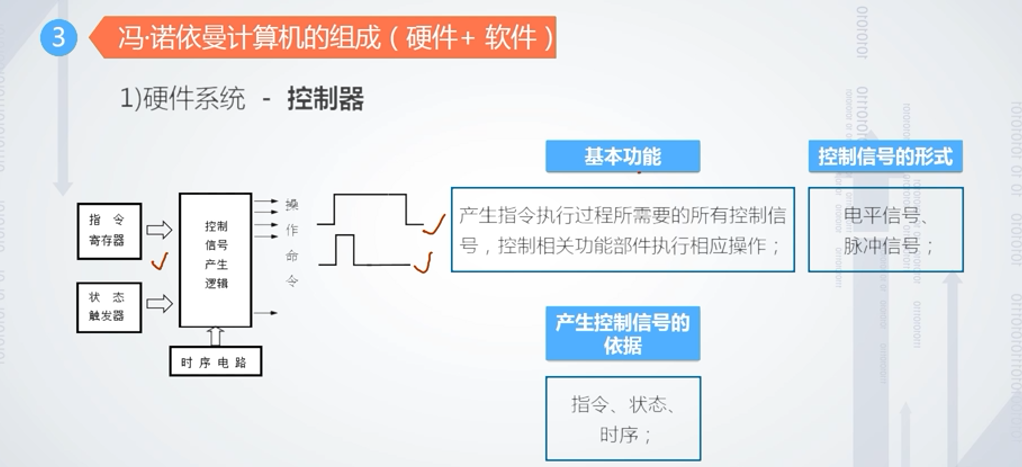 3
冯·诺依曼计算机的组成（硬件+ 软件）
1)硬件系统 - 控制器
指 令
寄存器
状 态
触发器
控制
信号
产生
逻辑
时 序 电 路
操
作
命
令
基本功能
产生指令执行过程所需要的所有控制信
号，控制相关功能部件执行相应操作；
控制信号的形式
电平信号、
脉冲信号；
产生控制信号的
依据
指令、状态、
时序；